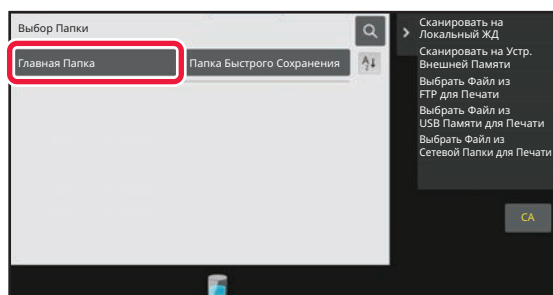 Выбор Папки
Главная Папка
Папка Быстрого Сохранения
Сканировать на
Локальный ЖД
Сканировать на Устр.
Внешней Памяти
Выбрать Файл из
FTP для Печати
Выбрать Файл из
USB Памяти для Печати
Выбрать Файл из
Сетевой Папки для Печати
CA